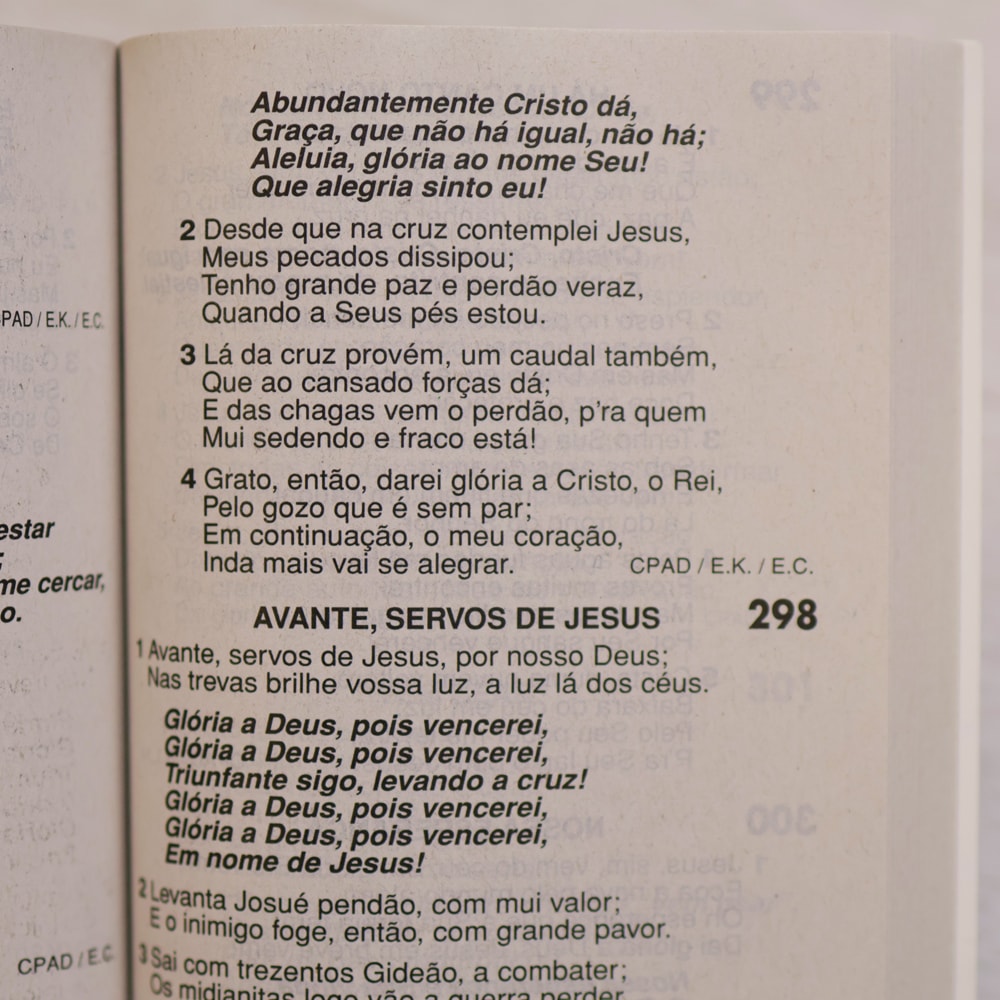 PAD / E.K. / E.C.
estar
me cercar,
o.
CPAD / E.C.
Abundantemente Cristo dá,
Graça, que não há igual, não há;
Aleluia, glória ao nome Seu!
Que alegria sinto eu!
2 Desde que na cruz contemplei Jesus,
Meus pecados dissipou;
Tenho grande paz e perdão veraz,
Quando a Seus pés estou.
3 Lá da cruz provém, um caudal também,
Que ao cansado forças dá;
E das chagas vem o perdão, p'ra quem
Mui sedendo e fraco está!
4 Grato, então, darei glória a Cristo, o Rei,
Pelo gozo que é sem par;
Em continuação, o meu coração,
Inda mais vai se alegrar. CPAD / E.K. / E.C.
AVANTE, SERVOS DE JESUS 298
1 Avante, servos de Jesus, por nosso Deus;
Nas trevas brilhe vossa luz, a luz lá dos céus.
Glória a Deus, pois vencerei,
Glória a Deus, pois vencerei,
Triunfante sigo, levando a cruz!
Glória a Deus, pois vencerei,
Glória a Deus, pois vencerei,
Em nome de Jesus!
2 Levanta Josué pendão, com mui valor;
E o inimigo foge, então, com grande pavor.
3 Sai com trezentos Gideão, a combater;
Os midianitas logo vão a guerra perder